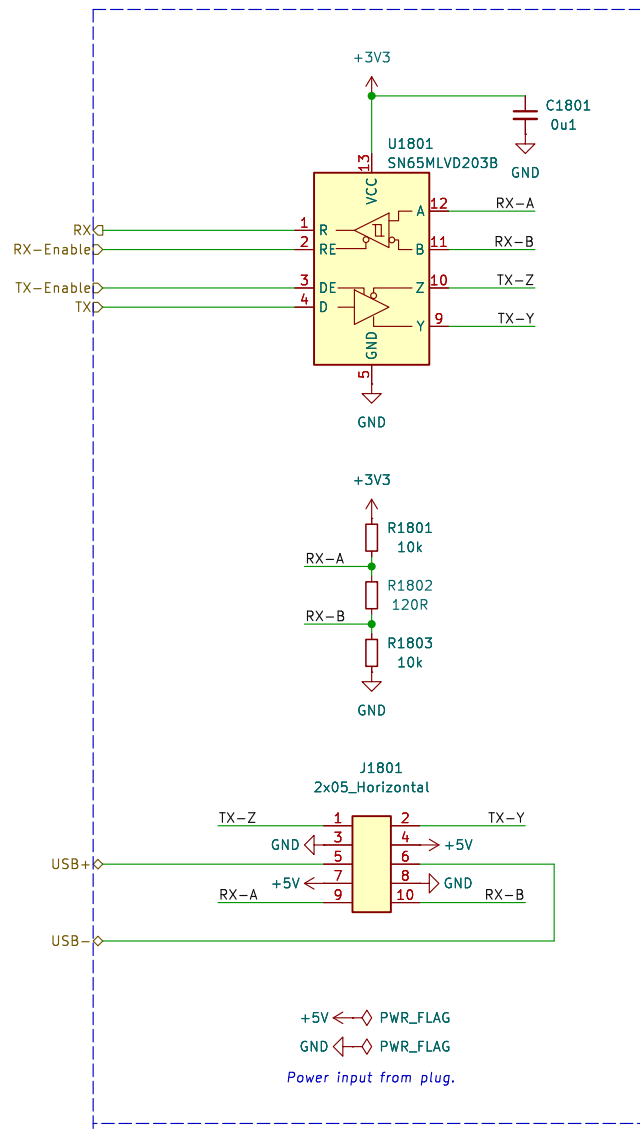 +3V3
C1801
0u1
GND
U1801
SN65MLVD203B
13
VCC
RX 1 R A 12 RX-A
RX-Enable 2 RE B 11 RX-B
TX-Enable 3 DE Z 10 TX-Z
TX 4 D Y 9 TX-Y
GND
5
GND
+3V3
R1801
10k
RX-A
R1802
120R
RX-B
R1803
10k
GND
J1801
2x05_Horizontal
TX-Z 1 2 TX-Y
GND 3 4 +5V
USB+ 5 6
+5V 7 8 GND
RX-A 9 10 RX-B
USB-
+5V PWR_FLAG
GND PWR_FLAG
Power input from plug.